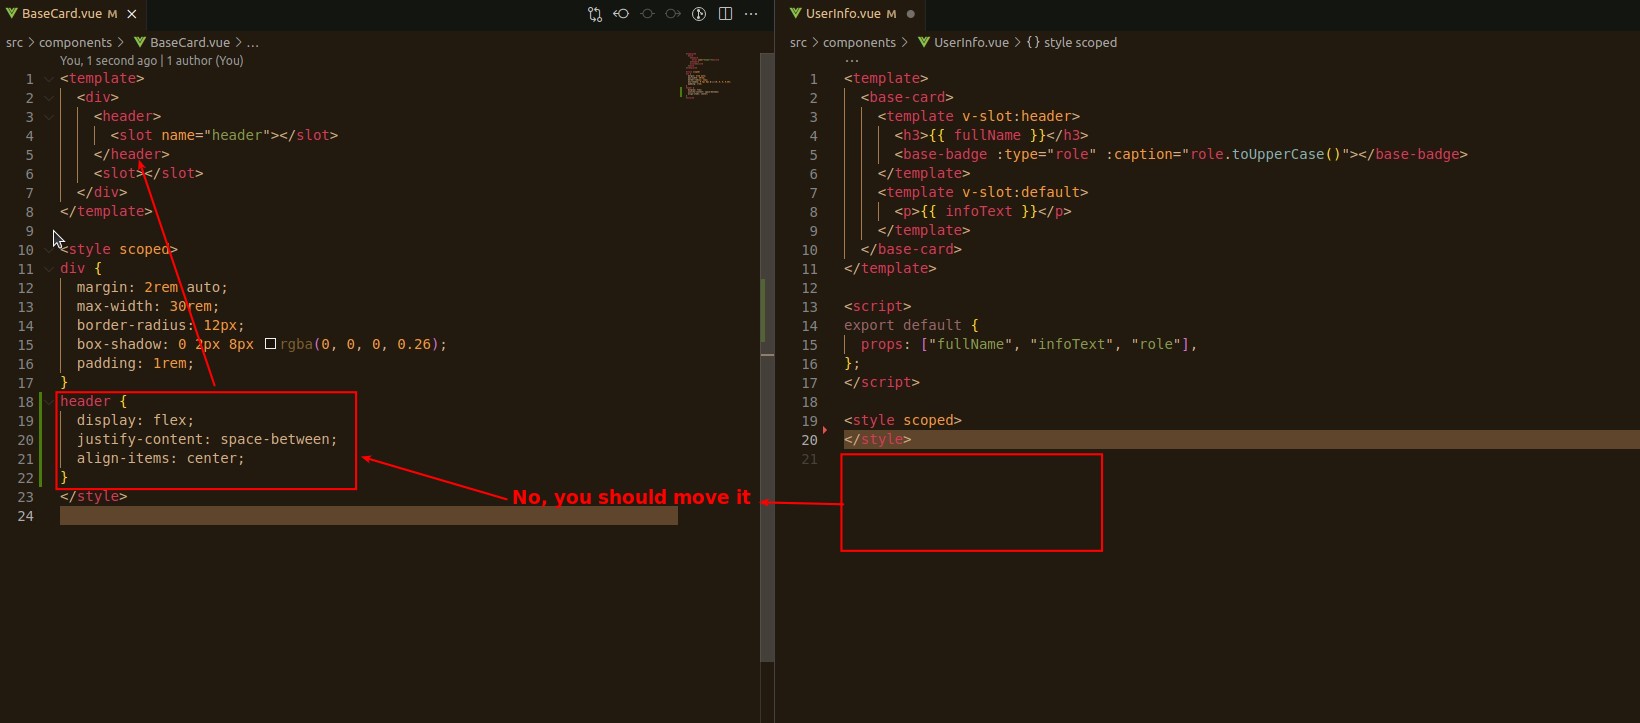 BaseCard.vue M
src > components > BaseCard.vue > ...
You, 1 second ago | 1 author (You)
1 <template>
2 <div>
3 <header>
4 <slot name="header"></slot>
5 </header>
6 <slot></slot>
7 </div>
8 </template>
9
10 <style scoped>
11 div {
12 margin: 2rem auto;
13 max-width: 30rem;
14 border-radius: 12px;
15 box-shadow: 0 2px 8px rgba(0, 0, 0, 0.26);
16 padding: 1rem;
17 }
18 header {
19 display: flex;
20 justify-content: space-between;
21 align-items: center;
22 }
23 </style>
24
No, you should move it
UserInfo.vue M
src > components > UserInfo.vue > {} style scoped
...
1 <template>
2 <base-card>
3 <template v-slot:header>
4 <h3>{{ fullName }}</h3>
5 <base-badge :type="role" :caption="role.toUpperCase()"></base-badge>
6 </template>
7 <template v-slot:default>
8 <p>{{ infoText }}</p>
9 </template>
10 </base-card>
11 </template>
12
13 <script>
14 export default {
15 props: ["fullName", "infoText", "role"],
16 };
17 </script>
18
19 <style scoped>
20 </style>
21